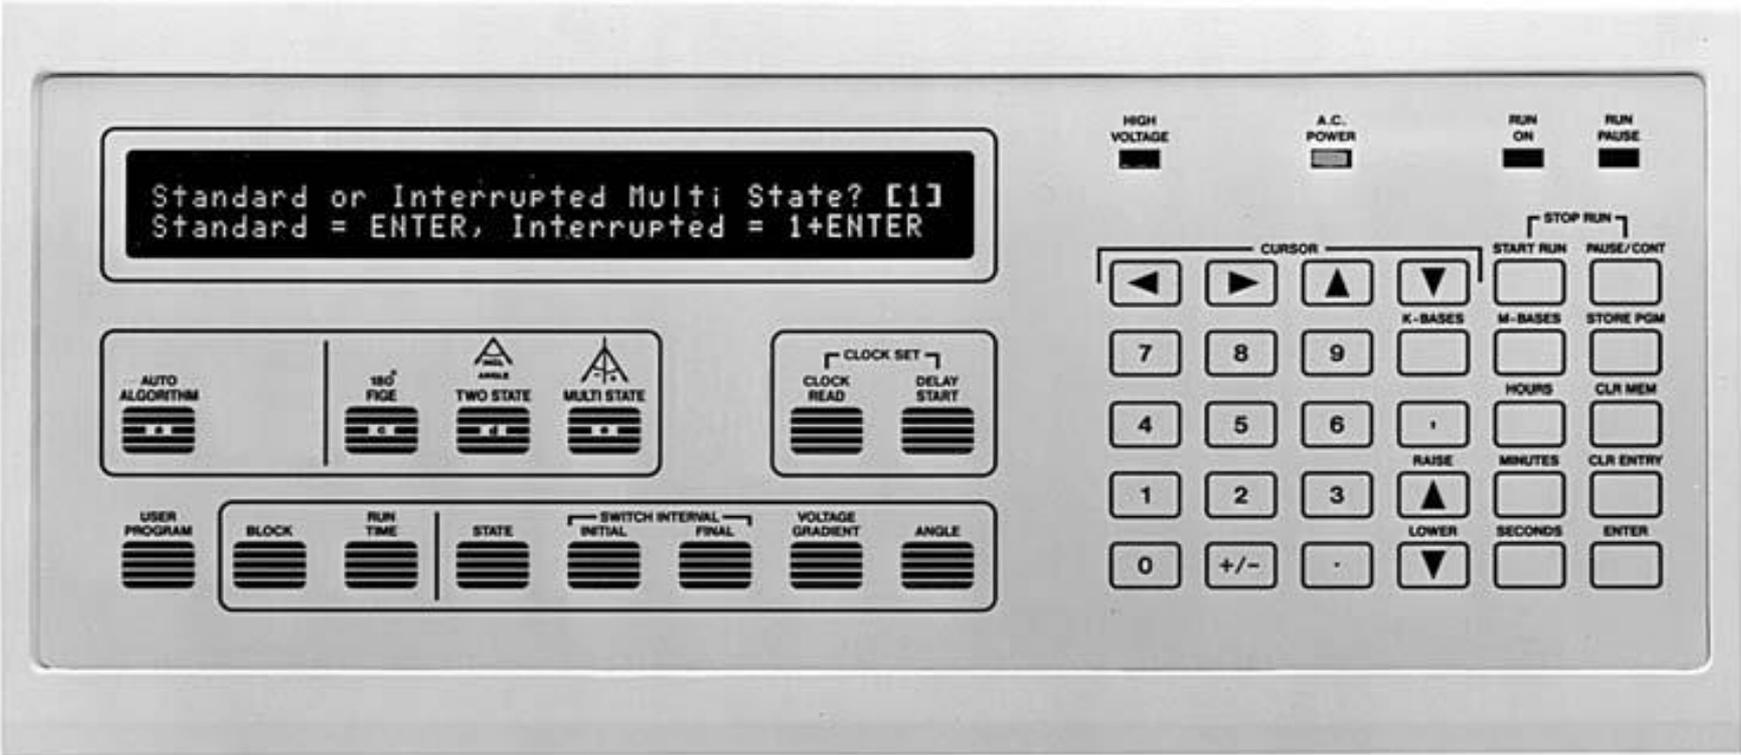 HIGH VOLTAGE
A.C. POWER
RUN ON
RUN PAUSE
Standard or Interrupted Multi State? [1]
Standard = ENTER, Interrupted = 1+ENTER
STOP RUN
CURSOR
START RUN
PAUSE/CONT
K-BASES
M-BASES
STORE PGM
7
8
9
HOURS
CLR MEM
4
5
6
RAISE
MINUTES
CLR ENTRY
1
2
3
LOWER
SECONDS
ENTER
0
+/-
.
AUTO ALGORITHM
180° FIGE
ANGLE
TWO STATE
MULTI STATE
CLOCK SET
CLOCK READ
DELAY START
USER PROGRAM
BLOCK
RUN TIME
STATE
SWITCH INTERVAL
INITIAL
FINAL
VOLTAGE GRADIENT
ANGLE